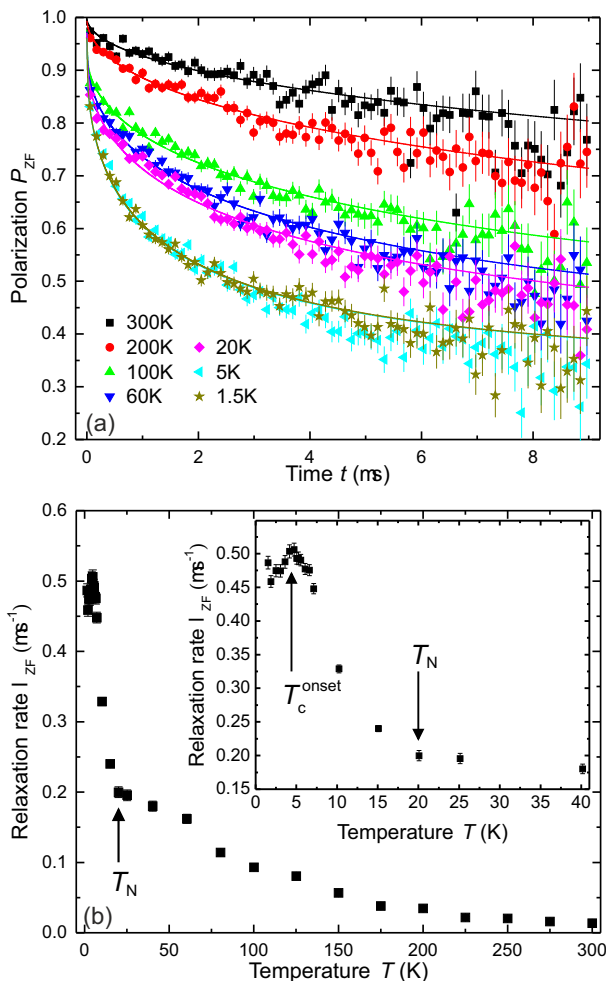 1.0
0.9
0.8
0.7
0.6
0.5
0.4
0.3
0.2
Polarization P_ZF
300K
200K
100K
60K
20K
5K
1.5K
(a)
0 2 4 6 8
Time t (ms)
0.6
0.5
0.4
0.3
0.2
0.1
0.0
Relaxation rate l ZF (ms-1)
T_N
(b)
0 50 100 150 200 250 300
Temperature T (K)
0.50
0.45
0.40
0.35
0.30
0.25
0.20
0.15
Relaxation rate l ZF (ms-1)
T_c^onset
T_N
0 5 10 15 20 25 30 35 40
Temperature T (K)